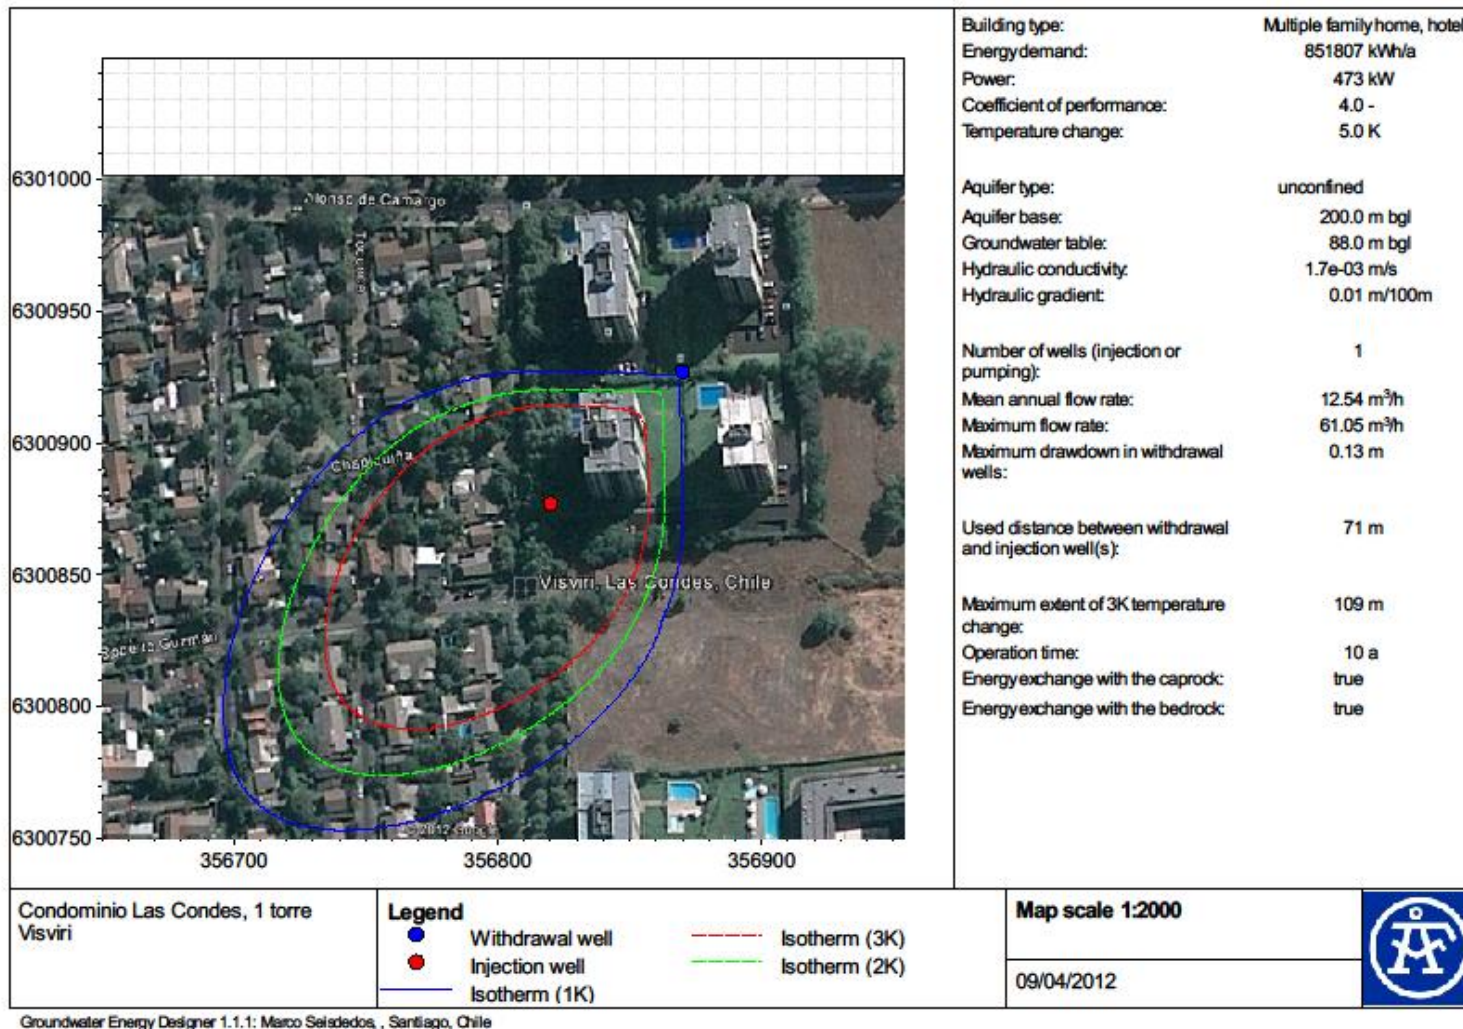 Building type: Multiple family home, hotel
Energy demand: 851807 kWh/a
Power: 473 kW
Coefficient of performance: 4.0 -
Temperature change: 5.0 K
Aquifer type: unconfined
Aquifer base: 200.0 m bgl
Groundwater table: 88.0 m bgl
Hydraulic conductivity: 1.7e-03 m/s
Hydraulic gradient: 0.01 m/100m
Number of wells (injection or 1
pumping):
Mean annual flow rate: 12.54 m³/h
Maximum flow rate: 61.05 m³/h
Maximum drawdown in withdrawal 0.13 m
wells:
Used distance between withdrawal 71 m
and injection well(s):
Maximum extent of 3K temperature 109 m
change:
Operation time: 10 a
Energy exchange with the caprock: true
Energy exchange with the bedrock: true
6301000
6300950
6300900
6300850
6300800
6300750
356700 356800 356900
Alonso de Camargo
Chapicuiña
Visviri, Las Condes, Chile
Guzmán
© 2012 Google
Condominio Las Condes, 1 torre
Visviri
Legend
Withdrawal well
Injection well
Isotherm (1K)
Isotherm (3K)
Isotherm (2K)
Map scale 1:2000
09/04/2012
ÅF
Groundwater Energy Designer 1.1.1: Marco Seisdedos, , Santiago, Chile